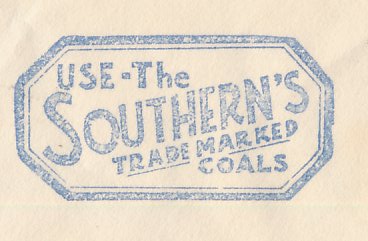 USE-The
SOUTHERN'S
TRADE MARKED
COALS